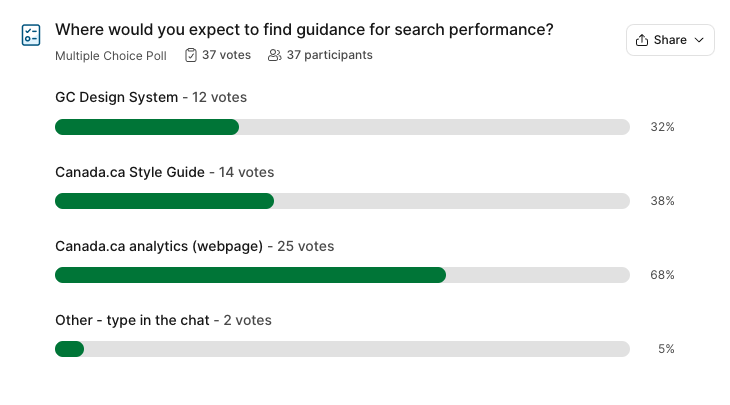 Where would you expect to find guidance for search performance?
Share
Multiple Choice Poll 37 votes 37 participants
GC Design System - 12 votes
32%
Canada.ca Style Guide - 14 votes
38%
Canada.ca analytics (webpage) - 25 votes
68%
Other - type in the chat - 2 votes
5%